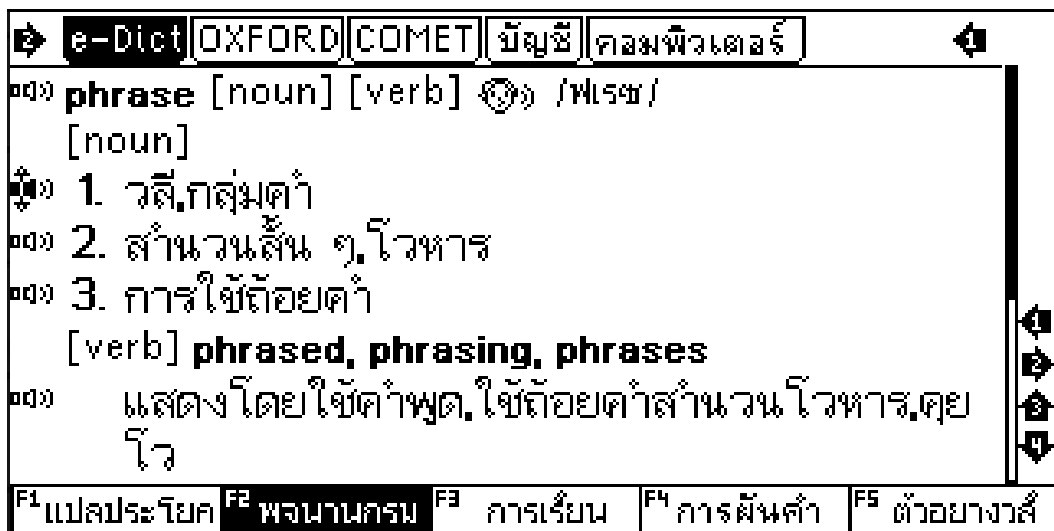 2 e-Dict OXFORD COMET บัญชี คอมพิวเตอร์ 1
phrase [noun] [verb] /ฟเรซ/
[noun]
1. วลี,กลุ่มคำ
2. สำนวนสั้น ๆ,โวหาร
3. การใช้ถ้อยคำ
[verb] phrased, phrasing, phrases
แสดงโดยใช้คำพูด,ใช้ถ้อยคำสำนวนโวหาร,คุย
โว
1
2
3
4
F1 แปลประโยค F2 พจนานุกรม F3 การเรียน F4 การผันคำ F5 ตัวอย่างวลี